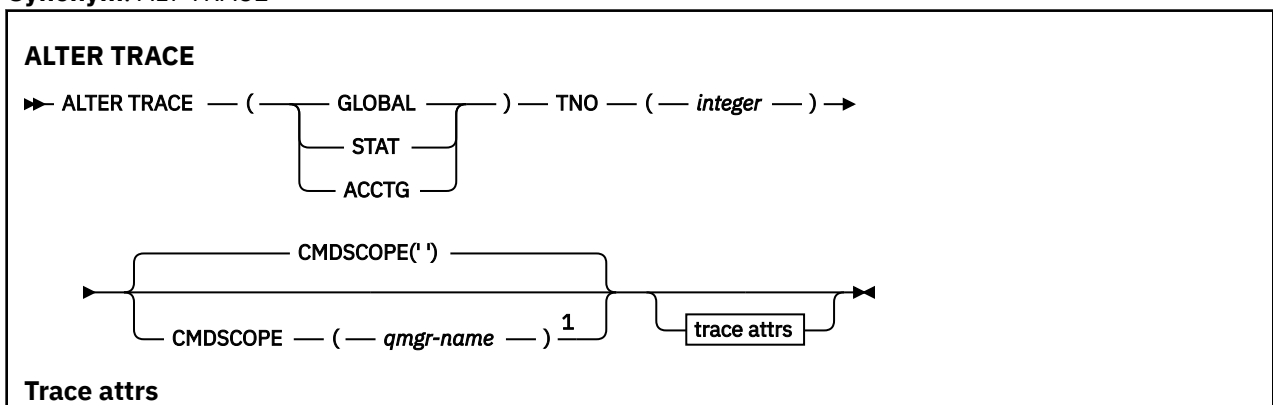 Synonym: ALT TRACE
ALTER TRACE
ALTER TRACE ( GLOBAL ) TNO ( integer )
STAT
ACCTG
CMDSCOPE(' ')
CMDSCOPE ( qmgr-name ) 1
trace attrs
Trace attrs